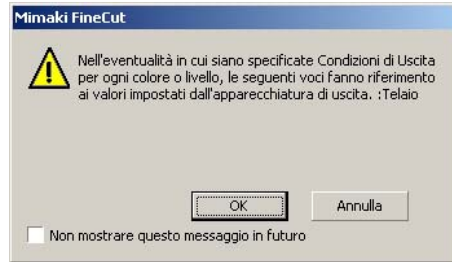 Mimaki FineCut
Nell'eventualità in cui siano specificate Condizioni di Uscita
per ogni colore o livello, le seguenti voci fanno riferimento
ai valori impostati dall'apparecchiatura di uscita. :Telaio
OK
Annulla
Non mostrare questo messaggio in futuro